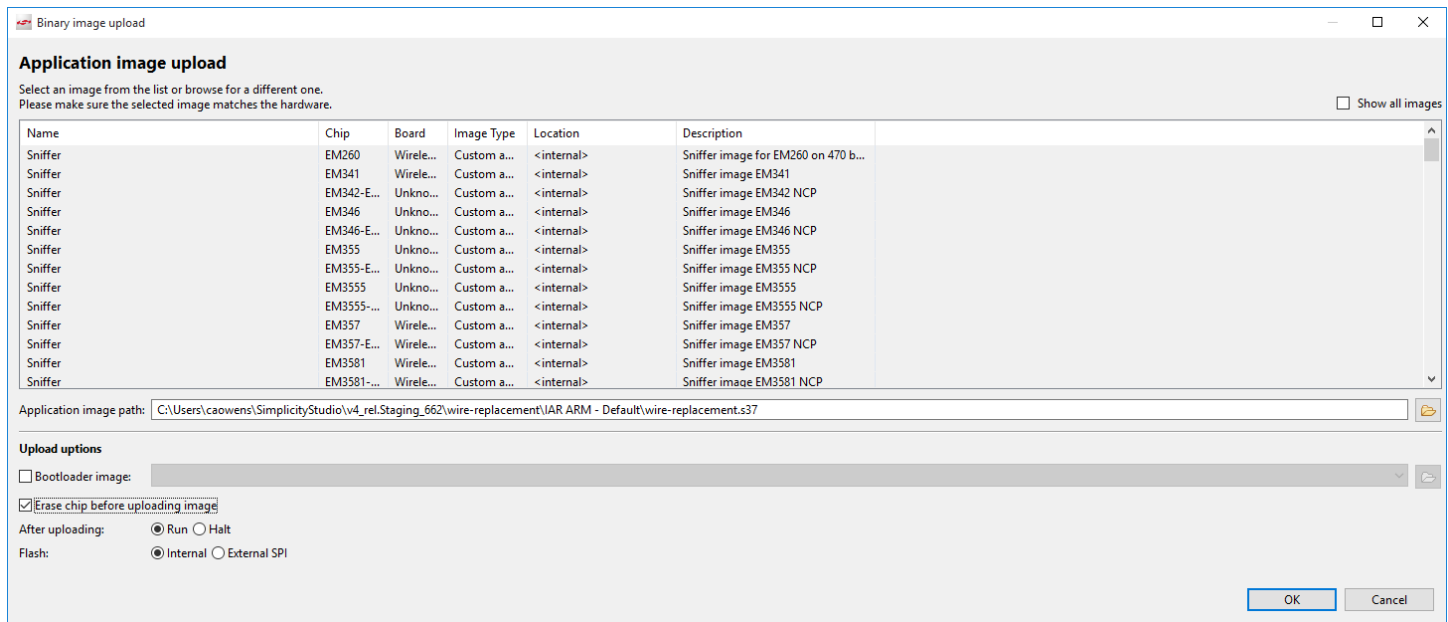 Binary image upload
Application image upload
Select an image from the list or browse for a different one.
Please make sure the selected image matches the hardware.
Show all images
Name Chip Board Image Type Location Description
Sniffer EM260 Wirele... Custom a... <internal> Sniffer image for EM260 on 470 b...
Sniffer EM341 Wirele... Custom a... <internal> Sniffer image EM341
Sniffer EM342-E... Unkno... Custom a... <internal> Sniffer image EM342 NCP
Sniffer EM346 Unkno... Custom a... <internal> Sniffer image EM346
Sniffer EM346-E... Unkno... Custom a... <internal> Sniffer image EM346 NCP
Sniffer EM355 Unkno... Custom a... <internal> Sniffer image EM355
Sniffer EM355-E... Unkno... Custom a... <internal> Sniffer image EM355 NCP
Sniffer EM3555 Unkno... Custom a... <internal> Sniffer image EM3555
Sniffer EM3555-... Unkno... Custom a... <internal> Sniffer image EM3555 NCP
Sniffer EM357 Wirele... Custom a... <internal> Sniffer image EM357
Sniffer EM357-E... Wirele... Custom a... <internal> Sniffer image EM357 NCP
Sniffer EM3581 Wirele... Custom a... <internal> Sniffer image EM3581
Sniffer EM3581-... Wirele... Custom a... <internal> Sniffer image EM3581 NCP
Application image path: C:\Users\caowens\SimplicityStudio\v4_rel.Staging_662\wire-replacement\IAR ARM - Default\wire-replacement.s37
Upload uptions
Bootloader image:
Erase chip before uploading image
After uploading: Run Halt
Flash: Internal External SPI
OK Cancel